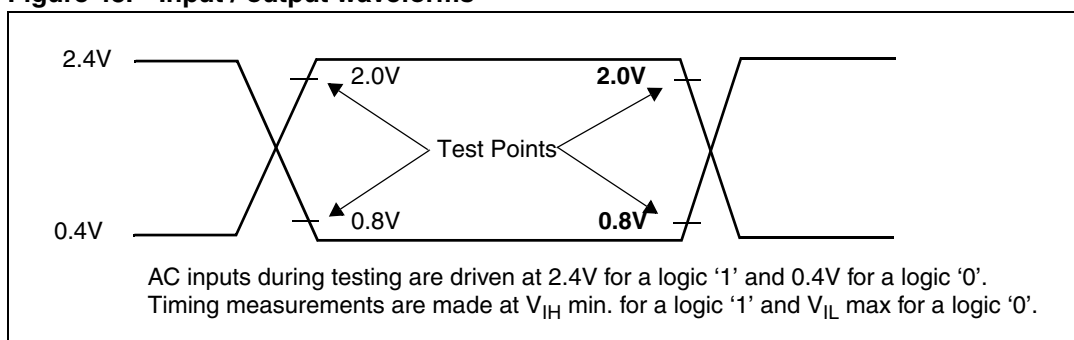 Figure Input / output waveforms
2.4V
2.0V
2.0V
Test Points
0.4V
0.8V
0.8V
AC inputs during testing are driven at 2.4V for a logic ‘1’ and 0.4V for a logic ‘0’.
Timing measurements are made at VIH min. for a logic ‘1’ and VIL max for a logic ‘0’.